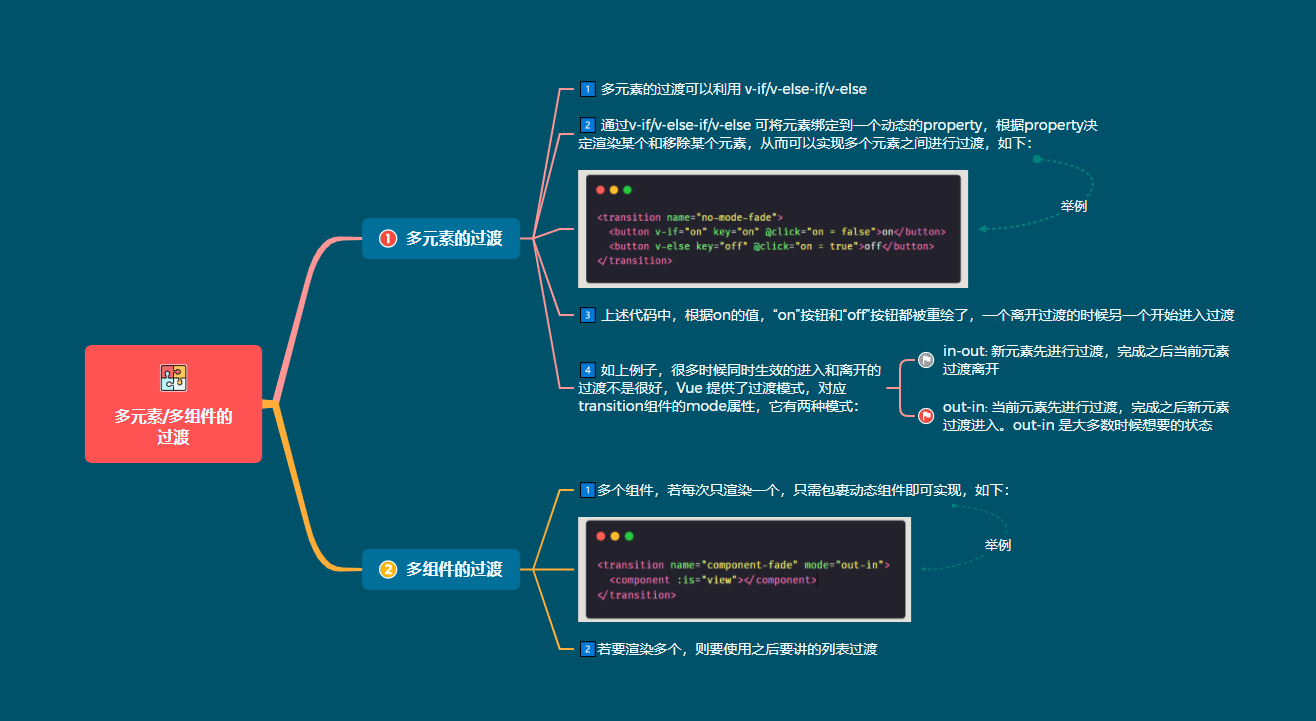 多元素/多组件的
过渡
1 多元素的过渡
1 多元素的过渡可以利用 v-if/v-else-if/v-else
2 通过v-if/v-else-if/v-else 可将元素绑定到一个动态的property，根据property决
定渲染某个和移除某个元素，从而可以实现多个元素之间进行过渡，如下：
举例
<transition name="no-mode-fade">
<button v-if="on" key="on" @click="on = false">on</button>
<button v-else key="off" @click="on = true">off</button>
</transition>
3 上述代码中，根据on的值，“on”按钮和“off”按钮都被重绘了，一个离开过渡的时候另一个开始进入过渡
4 如上例子，很多时候同时生效的进入和离开的
过渡不是很好，Vue 提供了过渡模式，对应
transition组件的mode属性，它有两种模式：
in-out: 新元素先进行过渡，完成之后当前元素
过渡离开
out-in: 当前元素先进行过渡，完成之后新元素
过渡进入。out-in 是大多数时候想要的状态
2 多组件的过渡
1 多个组件，若每次只渲染一个，只需包裹动态组件即可实现，如下：
举例
<transition name="component-fade" mode="out-in">
<component :is="view"></component>
</transition>
2 若要渲染多个，则要使用之后要讲的列表过渡